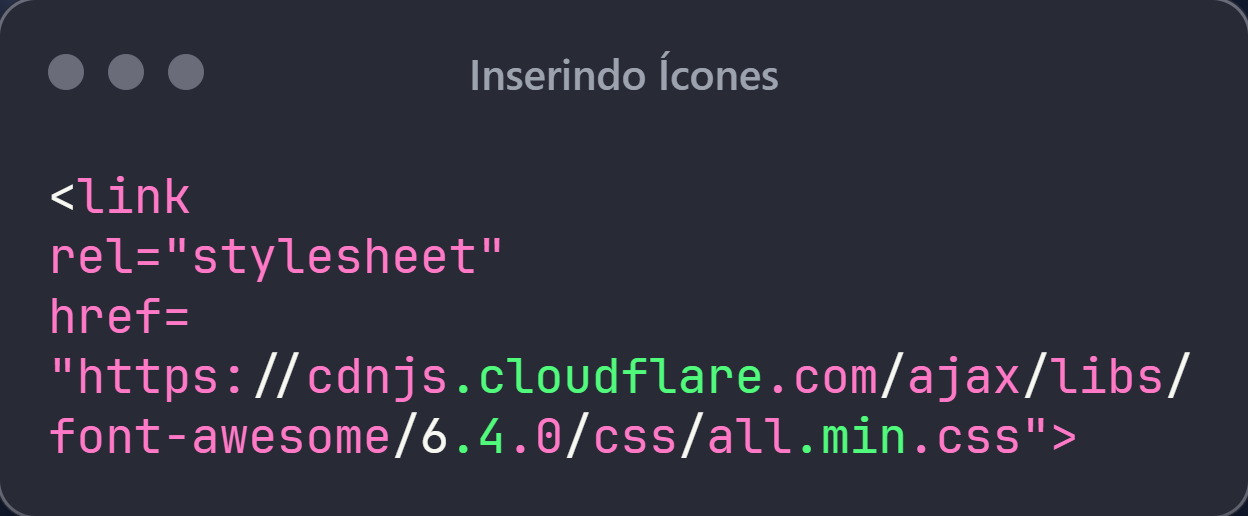 Inserindo Ícones
<link
rel="stylesheet"
href=
"https://cdnjs.cloudflare.com/ajax/libs/
font-awesome/6.4.0/css/all.min.css">